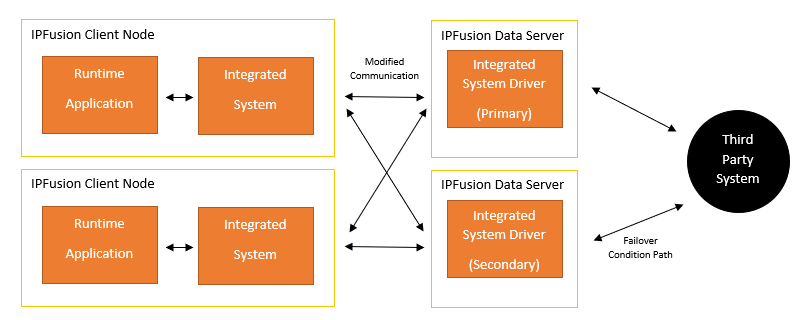 IPFusion Client Node
Runtime
Application
Integrated
System
Modified
Communication
IPFusion Data Server
Integrated
System Driver
(Primary)
Third
Party
System
IPFusion Client Node
Runtime
Application
Integrated
System
IPFusion Data Server
Integrated
System Driver
(Secondary)
Failover
Condition Path